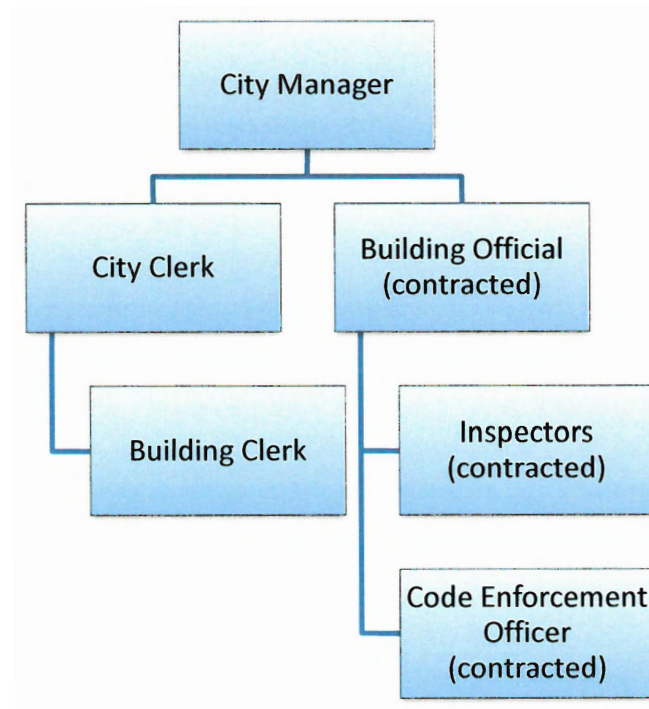 City Manager
City Clerk
Building Official
(contracted)
Building Clerk
Inspectors
(contracted)
Code Enforcement
Officer
(contracted)